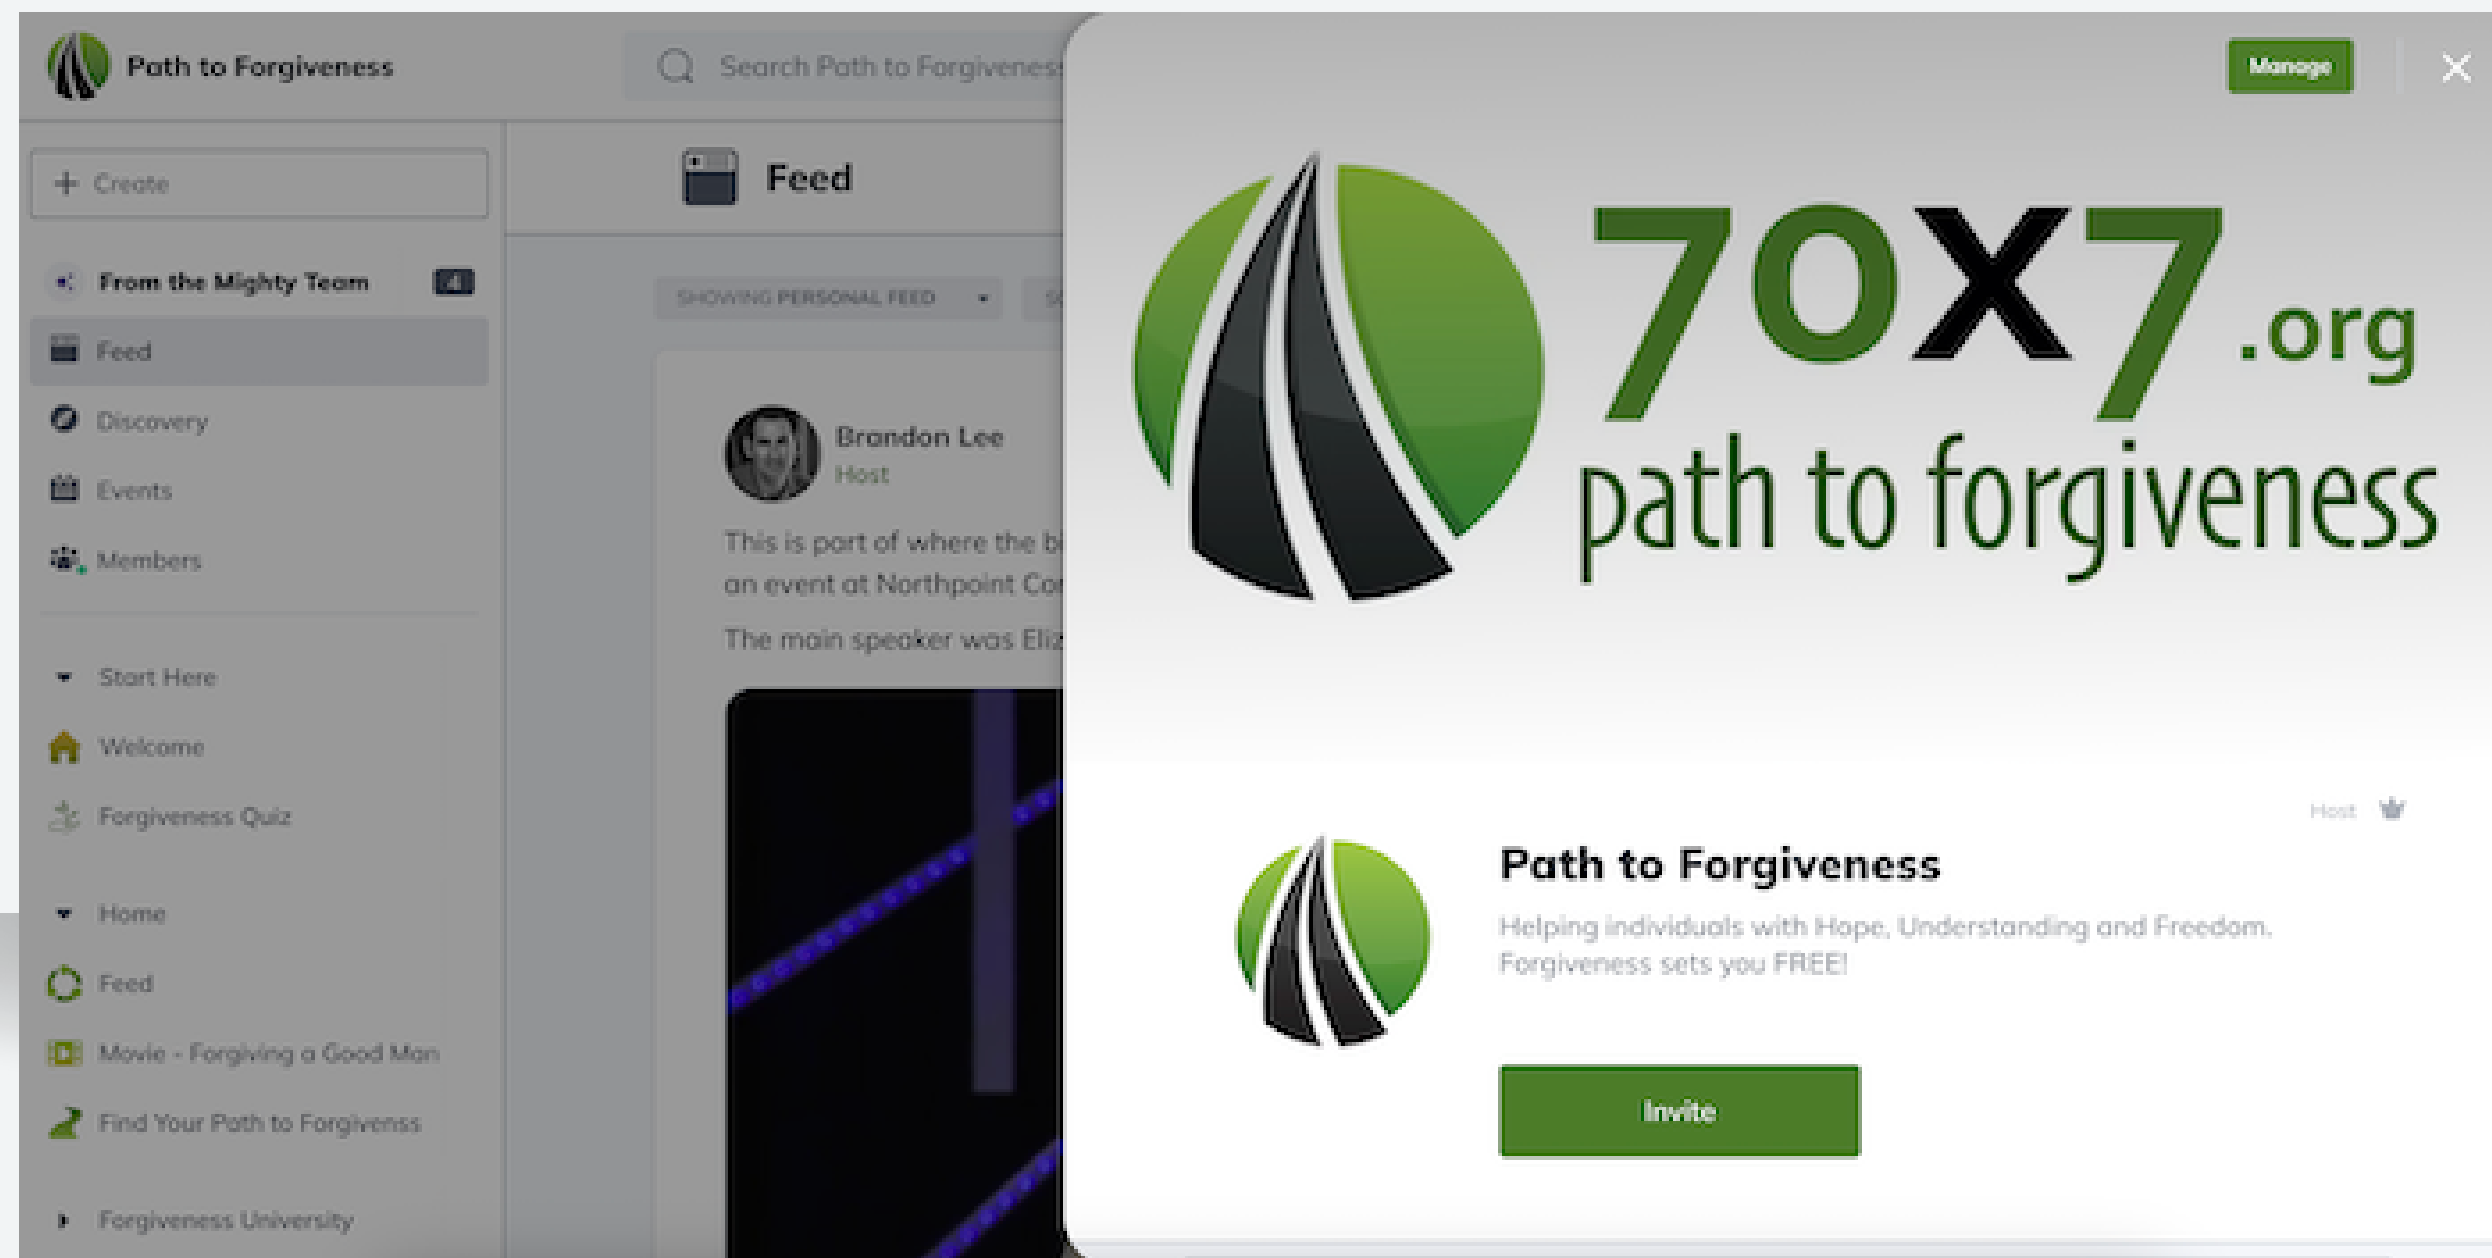 Path to Forgiveness
Search Path to Forgiveness
Manage
Create
From the Mighty Team 4
Feed
Discovery
Events
Members
Start Here
Welcome
Forgiveness Quiz
Home
Feed
Movie - Forgiving a Good Man
Find Your Path to Forgivenss
Forgiveness University
Feed
SHOWING PERSONAL FEED
Brandon Lee
Host
This is part of where the
an event at Northpoint
The main speaker was
70x7.org
path to forgiveness
Host
Path to Forgiveness
Helping individuals with Hope, Understanding and Freedom.
Forgiveness sets you FREE!
Invite